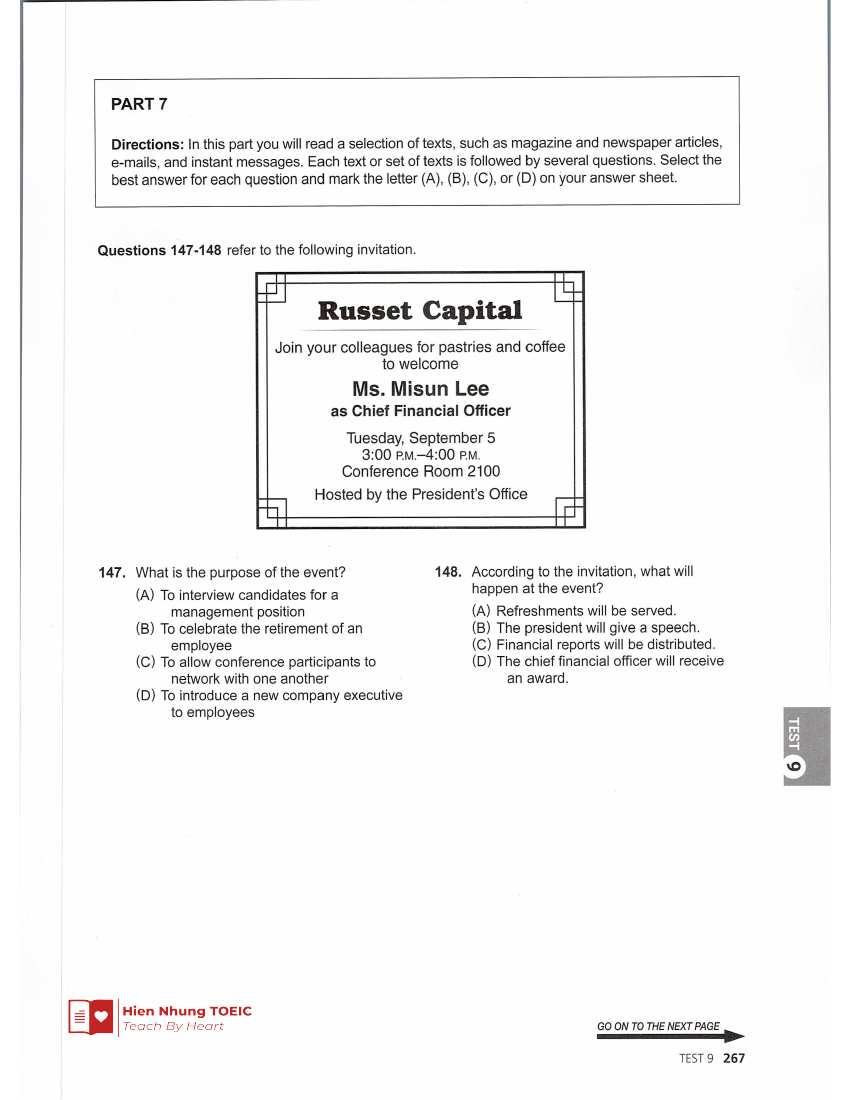 PART 7
Directions: In this part you will read a selection of texts, such as magazine and newspaper articles,
e-mails, and instant messages. Each text or set of texts is followed by several questions. Select the
best answer for each question and mark the letter (A), (B), (C), or (D) on your answer sheet.
Questions 147-148 refer to the following invitation.
Russet Capital
Join your colleagues for pastries and coffee
to welcome
Ms. Misun Lee
as Chief Financial Officer
Tuesday, September 5
3:00 P.M.–4:00 P.M.
Conference Room 2100
Hosted by the President's Office
147. What is the purpose of the event?
(A) To interview candidates for a
management position
(B) To celebrate the retirement of an
employee
(C) To allow conference participants to
network with one another
(D) To introduce a new company executive
to employees
148. According to the invitation, what will
happen at the event?
(A) Refreshments will be served.
(B) The president will give a speech.
(C) Financial reports will be distributed.
(D) The chief financial officer will receive
an award.
TEST 9
Hien Nhung TOEIC
Teach By Heart
GO ON TO THE NEXT PAGE
TEST 9 267